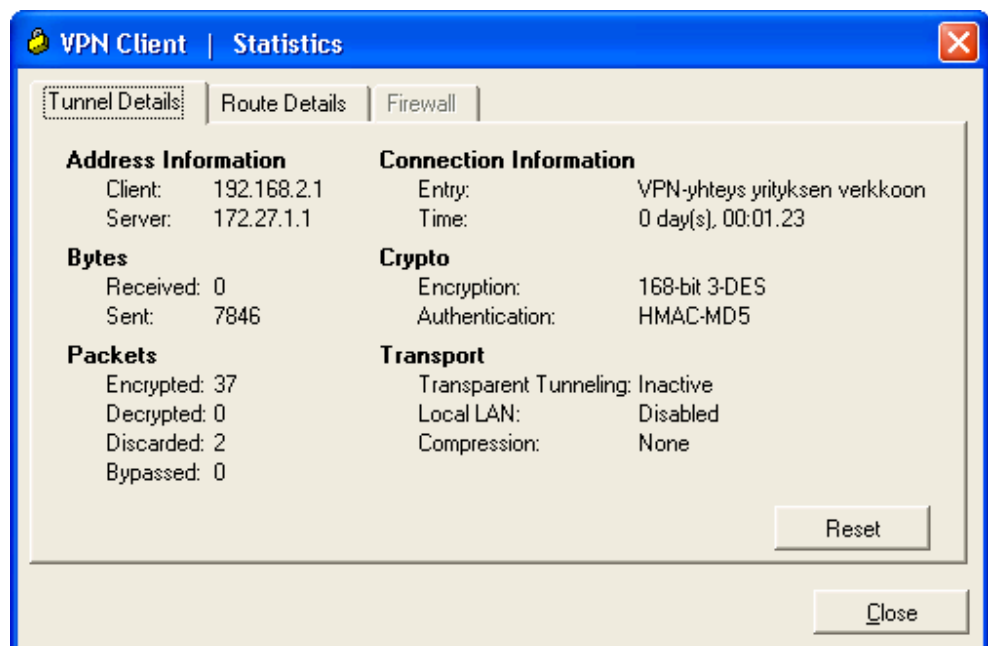 VPN Client | Statistics
Tunnel Details
Route Details
Firewall
Address Information
Client: 192.168.2.1
Server: 172.27.1.1
Bytes
Received: 0
Sent: 7846
Packets
Encrypted: 37
Decrypted: 0
Discarded: 2
Bypassed: 0
Connection Information
Entry: VPN-yhteys yrityksen verkkoon
Time: 0 day(s), 00:01.23
Crypto
Encryption: 168-bit 3-DES
Authentication: HMAC-MD5
Transport
Transparent Tunneling: Inactive
Local LAN: Disabled
Compression: None
Reset
Close